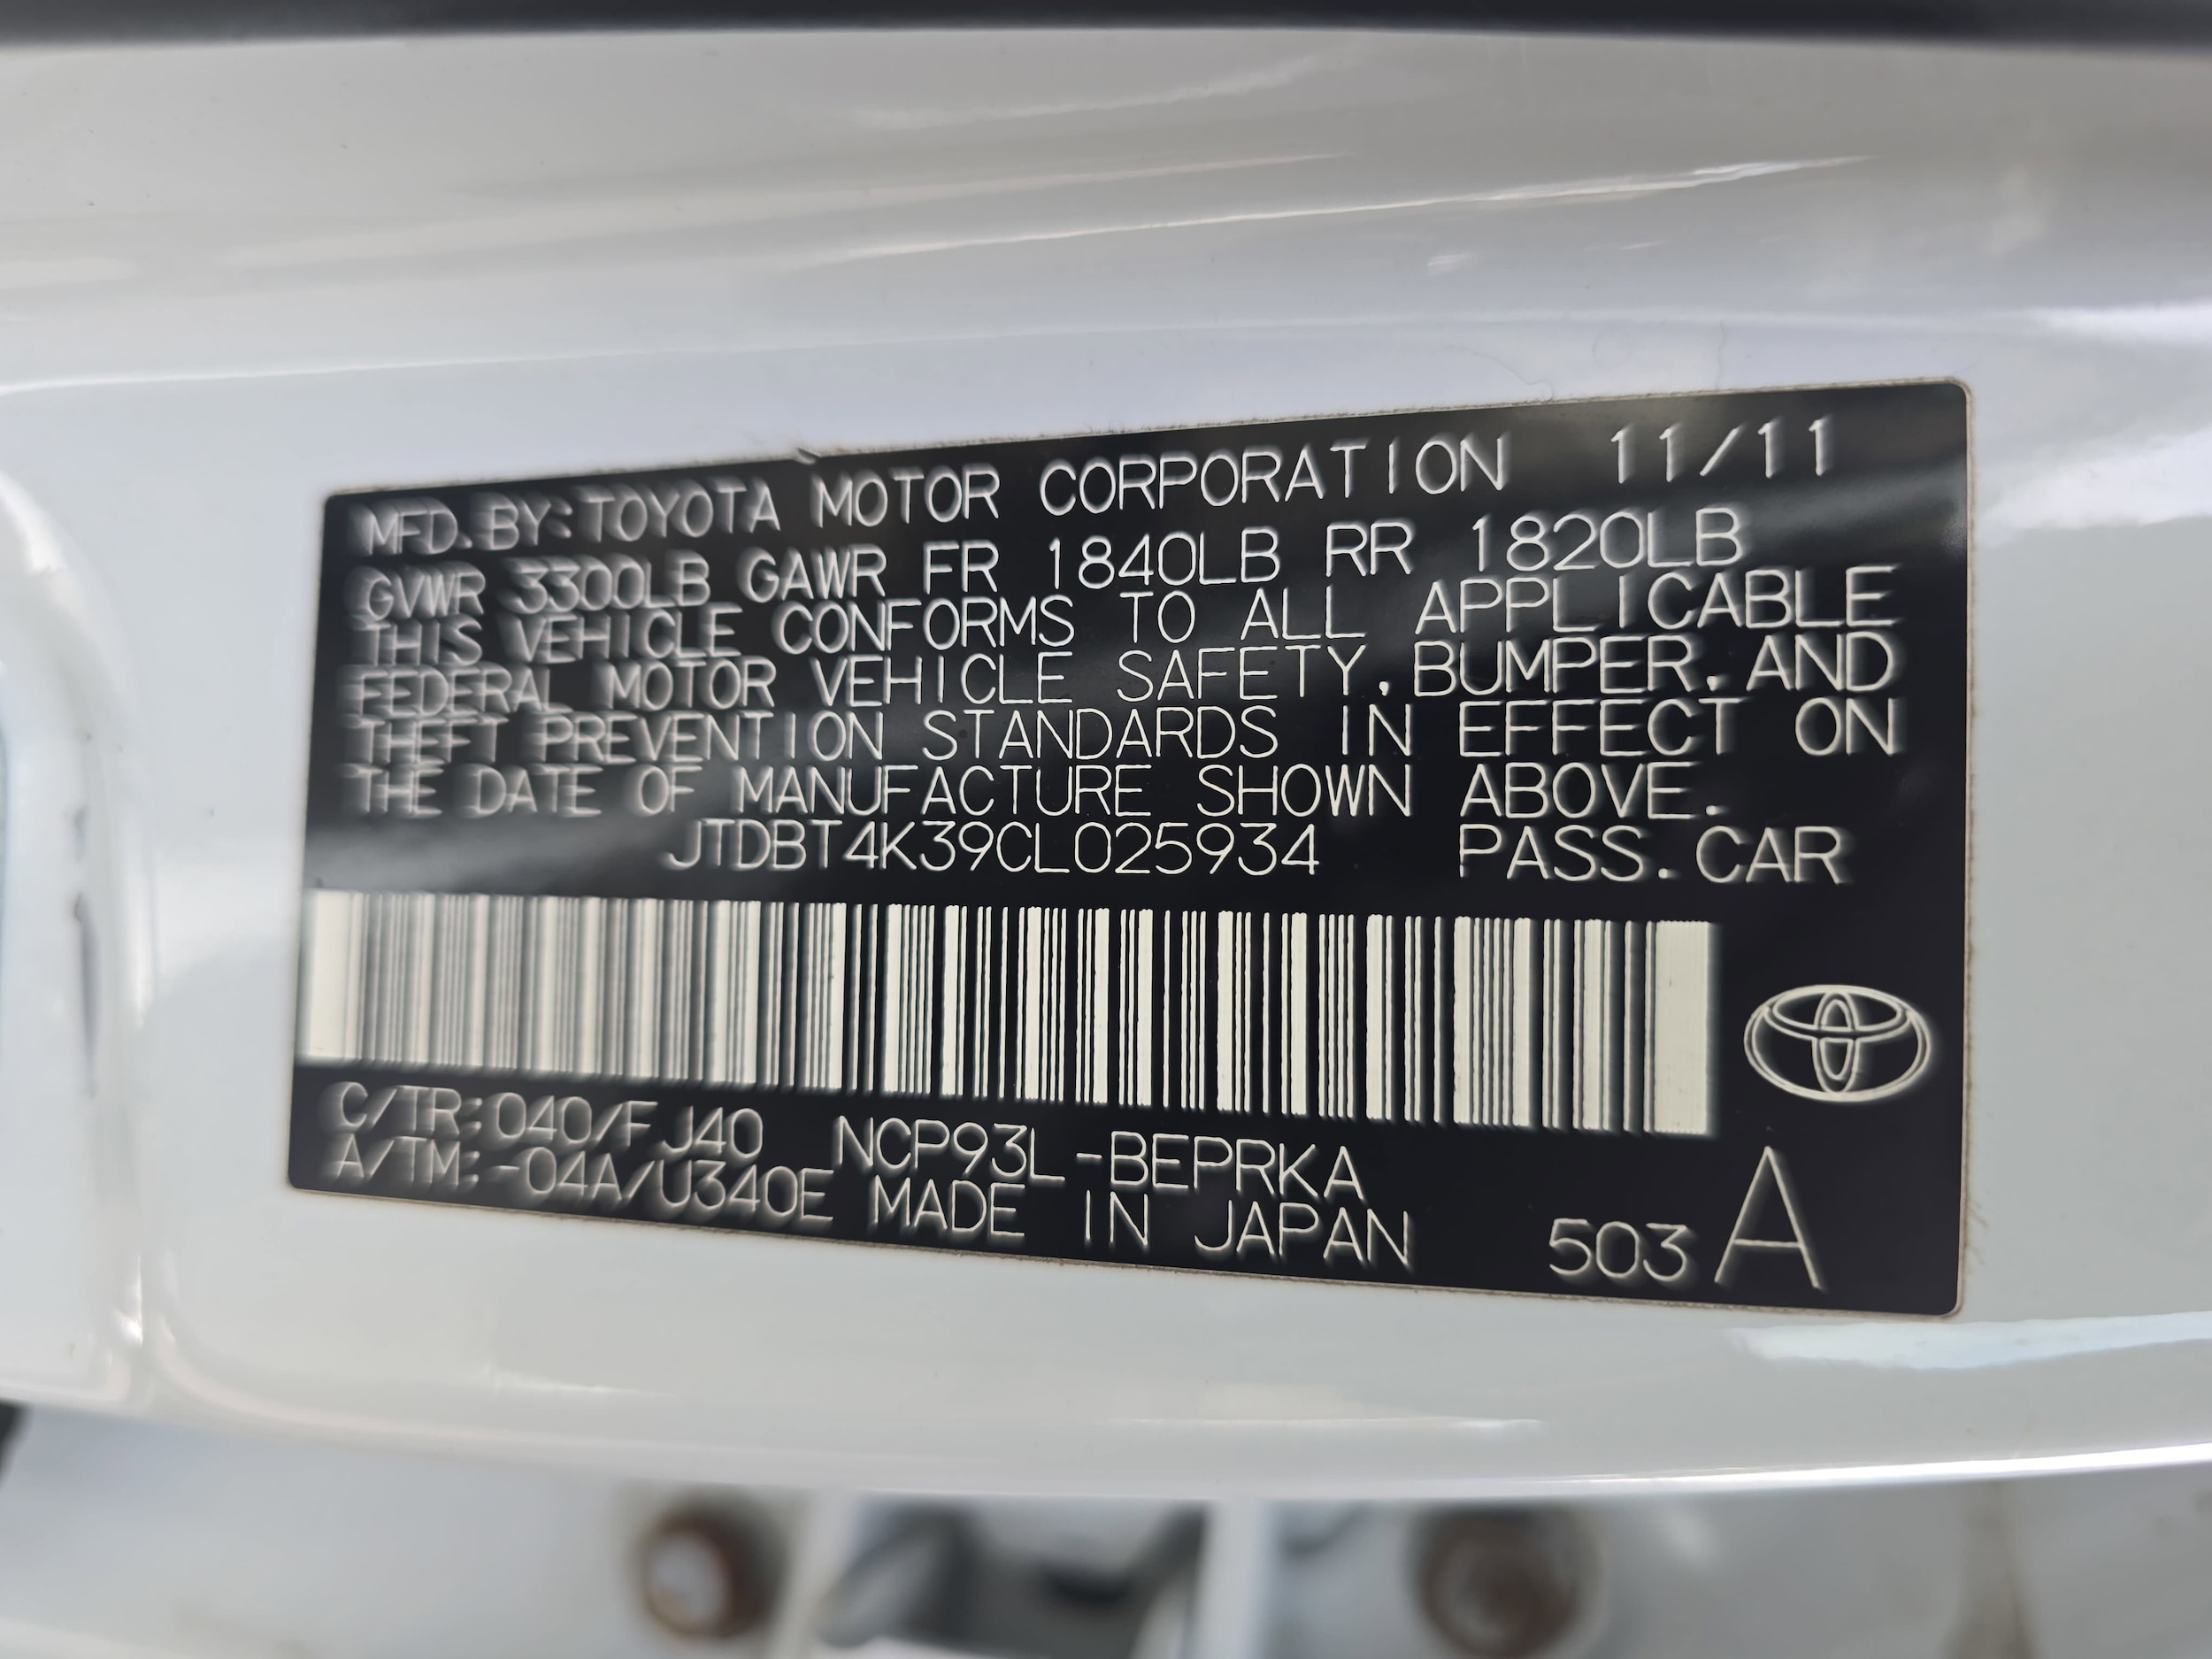 MFD. BY: TOYOTA MOTOR CORPORATION 11/11
GVWR 3300LB GAWR FR 1840LB RR 1820LB
THIS VEHICLE CONFORMS TO ALL APPLICABLE
FEDERAL MOTOR VEHICLE SAFETY, BUMPER, AND
THEFT PREVENTION STANDARDS IN EFFECT ON
THE DATE OF MANUFACTURE SHOWN ABOVE.
JTDBT4K39CL025934 PASS. CAR
C/TR: 040/FJ40 NCP93L-BEPRKA
A/TM: -04A/U340E MADE IN JAPAN 503 A